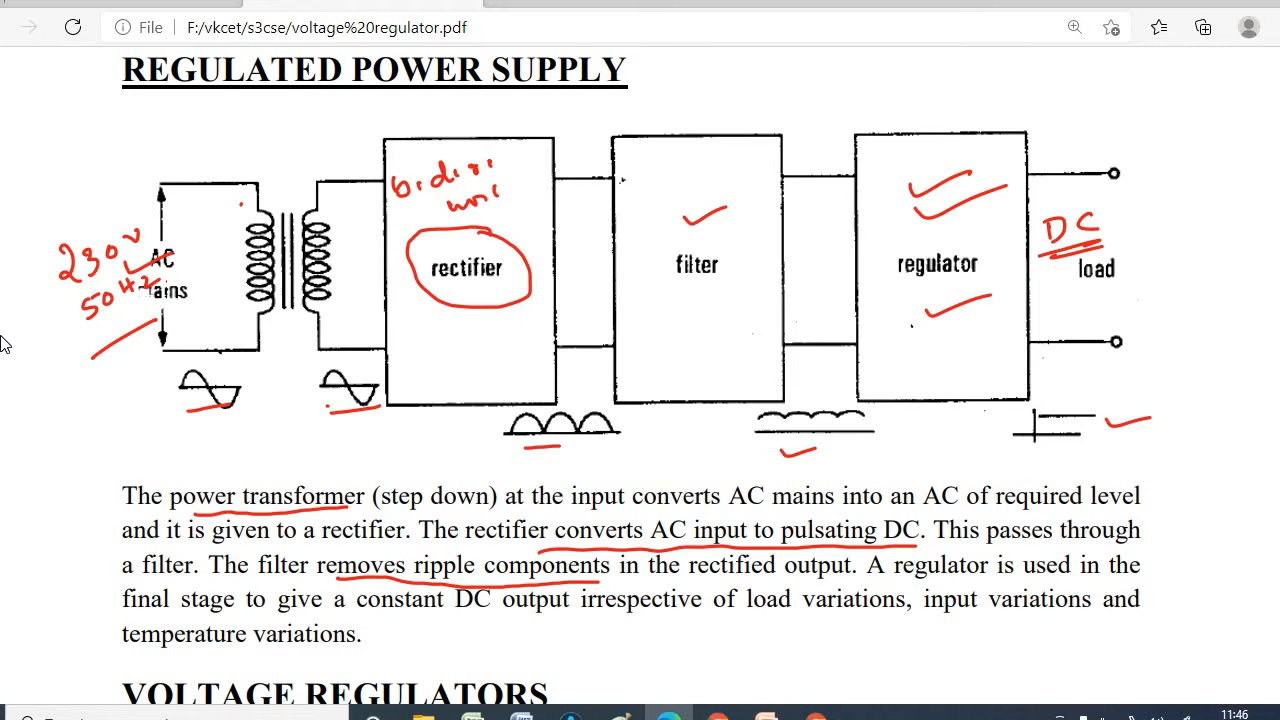 File F:/vkcet/s3cse/voltage%20regulator.pdf
REGULATED POWER SUPPLY
bidiri
230V
50HZ
AC
rectifier
filter
regulator
DC
load
The power transformer (step down) at the input converts AC mains into an AC of required level
and it is given to a rectifier. The rectifier converts AC input to pulsating DC. This passes through
a filter. The filter removes ripple components in the rectified output. A regulator is used in the
final stage to give a constant DC output irrespective of load variations, input variations and
temperature variations.
VOLTAGE REGULATORS
11:46